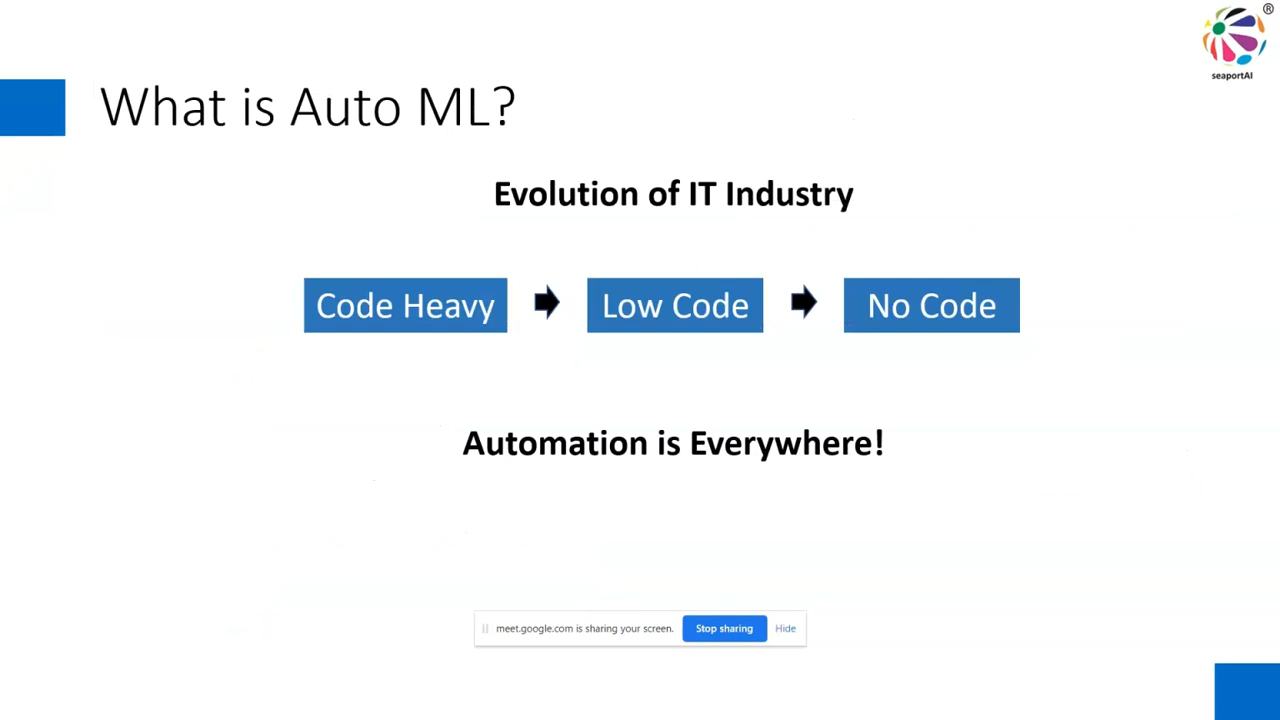 ®
seaportAI
What is Auto ML?
Evolution of IT Industry
Code Heavy
Low Code
No Code
Automation is Everywhere!
meet.google.com is sharing your screen.
Stop sharing
Hide